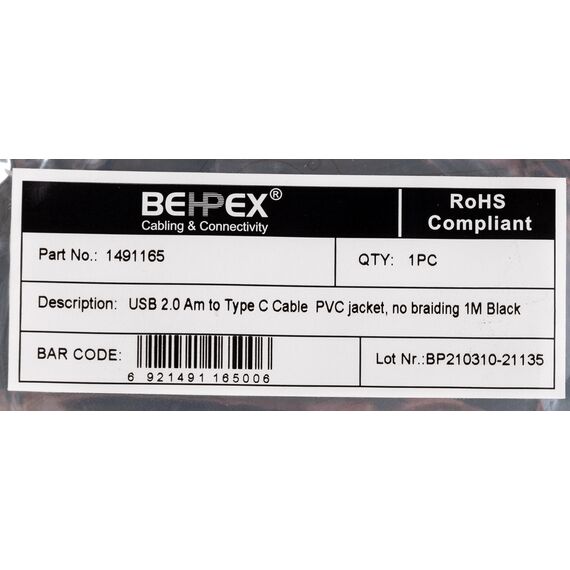 BEHPEX®
Cabling & Connectivity
RoHS
Compliant
Part No.: 1491165
QTY: 1PC
Description: USB 2.0 Am to Type C Cable PVC jacket, no braiding 1M Black
BAR CODE:
6 921491 165006
Lot Nr.:BP210310-21135